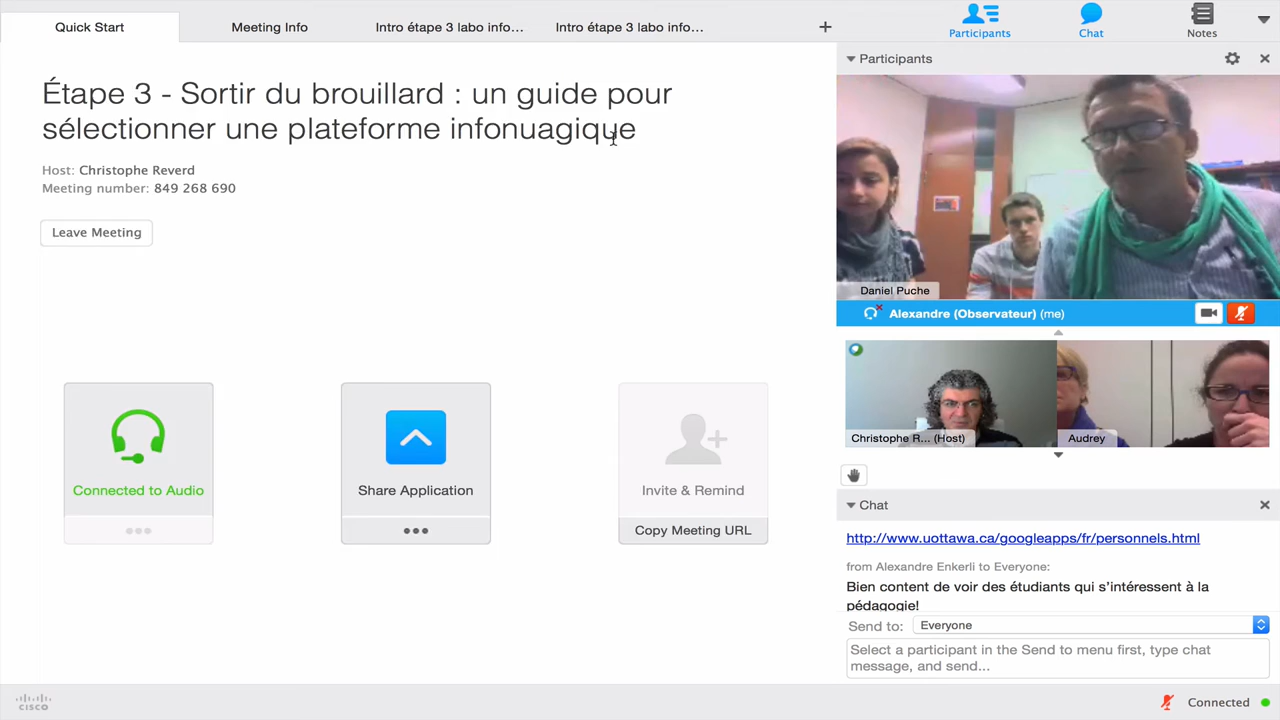 Quick Start
Meeting Info
Intro étape 3 labo info...
Intro étape 3 labo info...
Participants
Chat
Notes
Étape 3 - Sortir du brouillard : un guide pour
sélectionner une plateforme infonuagique
Host: Christophe Reverd
Meeting number: 849 268 690
Leave Meeting
Connected to Audio
Share Application
Invite & Remind
Copy Meeting URL
Participants
Daniel Puche
Alexandre (Observateur) (me)
Christophe R... (Host)
Audrey
Chat
http://www.uottawa.ca/googleapps/fr/personnels.html
from Alexandre Enkerli to Everyone:
Bien content de voir des étudiants qui s'intéressent à la
pédagogie!
Send to: Everyone
Select a participant in the Send to menu first, type chat
message, and send...
CISCO
Connected